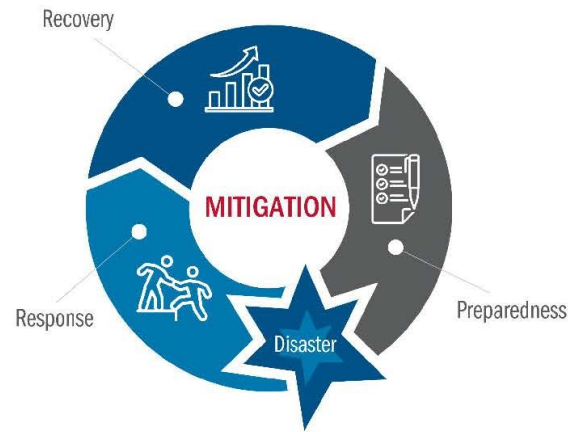 Recovery
MITIGATION
Preparedness
Response
Disaster